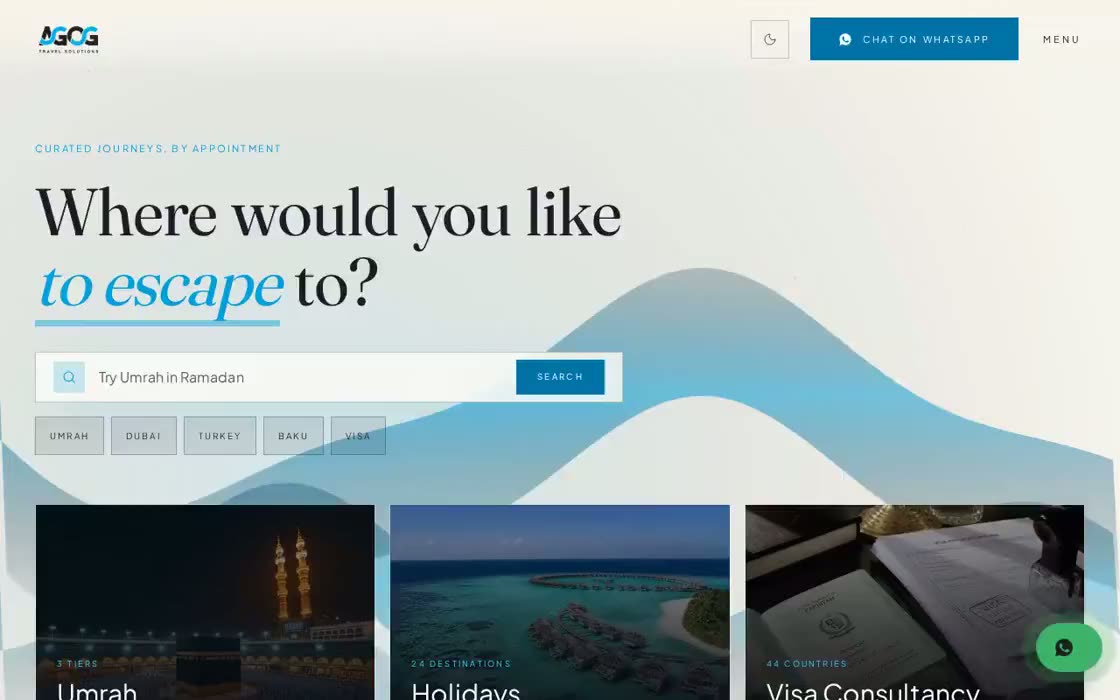 AGOG
TRAVEL SOLUTIONS
CHAT ON WHATSAPP
MENU
CURATED JOURNEYS, BY APPOINTMENT
Where would you like
to escape to?
Try Umrah in Ramadan
SEARCH
UMRAH
DUBAI
TURKEY
BAKU
VISA
3 TIERS
Umrah
24 DESTINATIONS
Holidays
44 COUNTRIES
Visa Consultancy